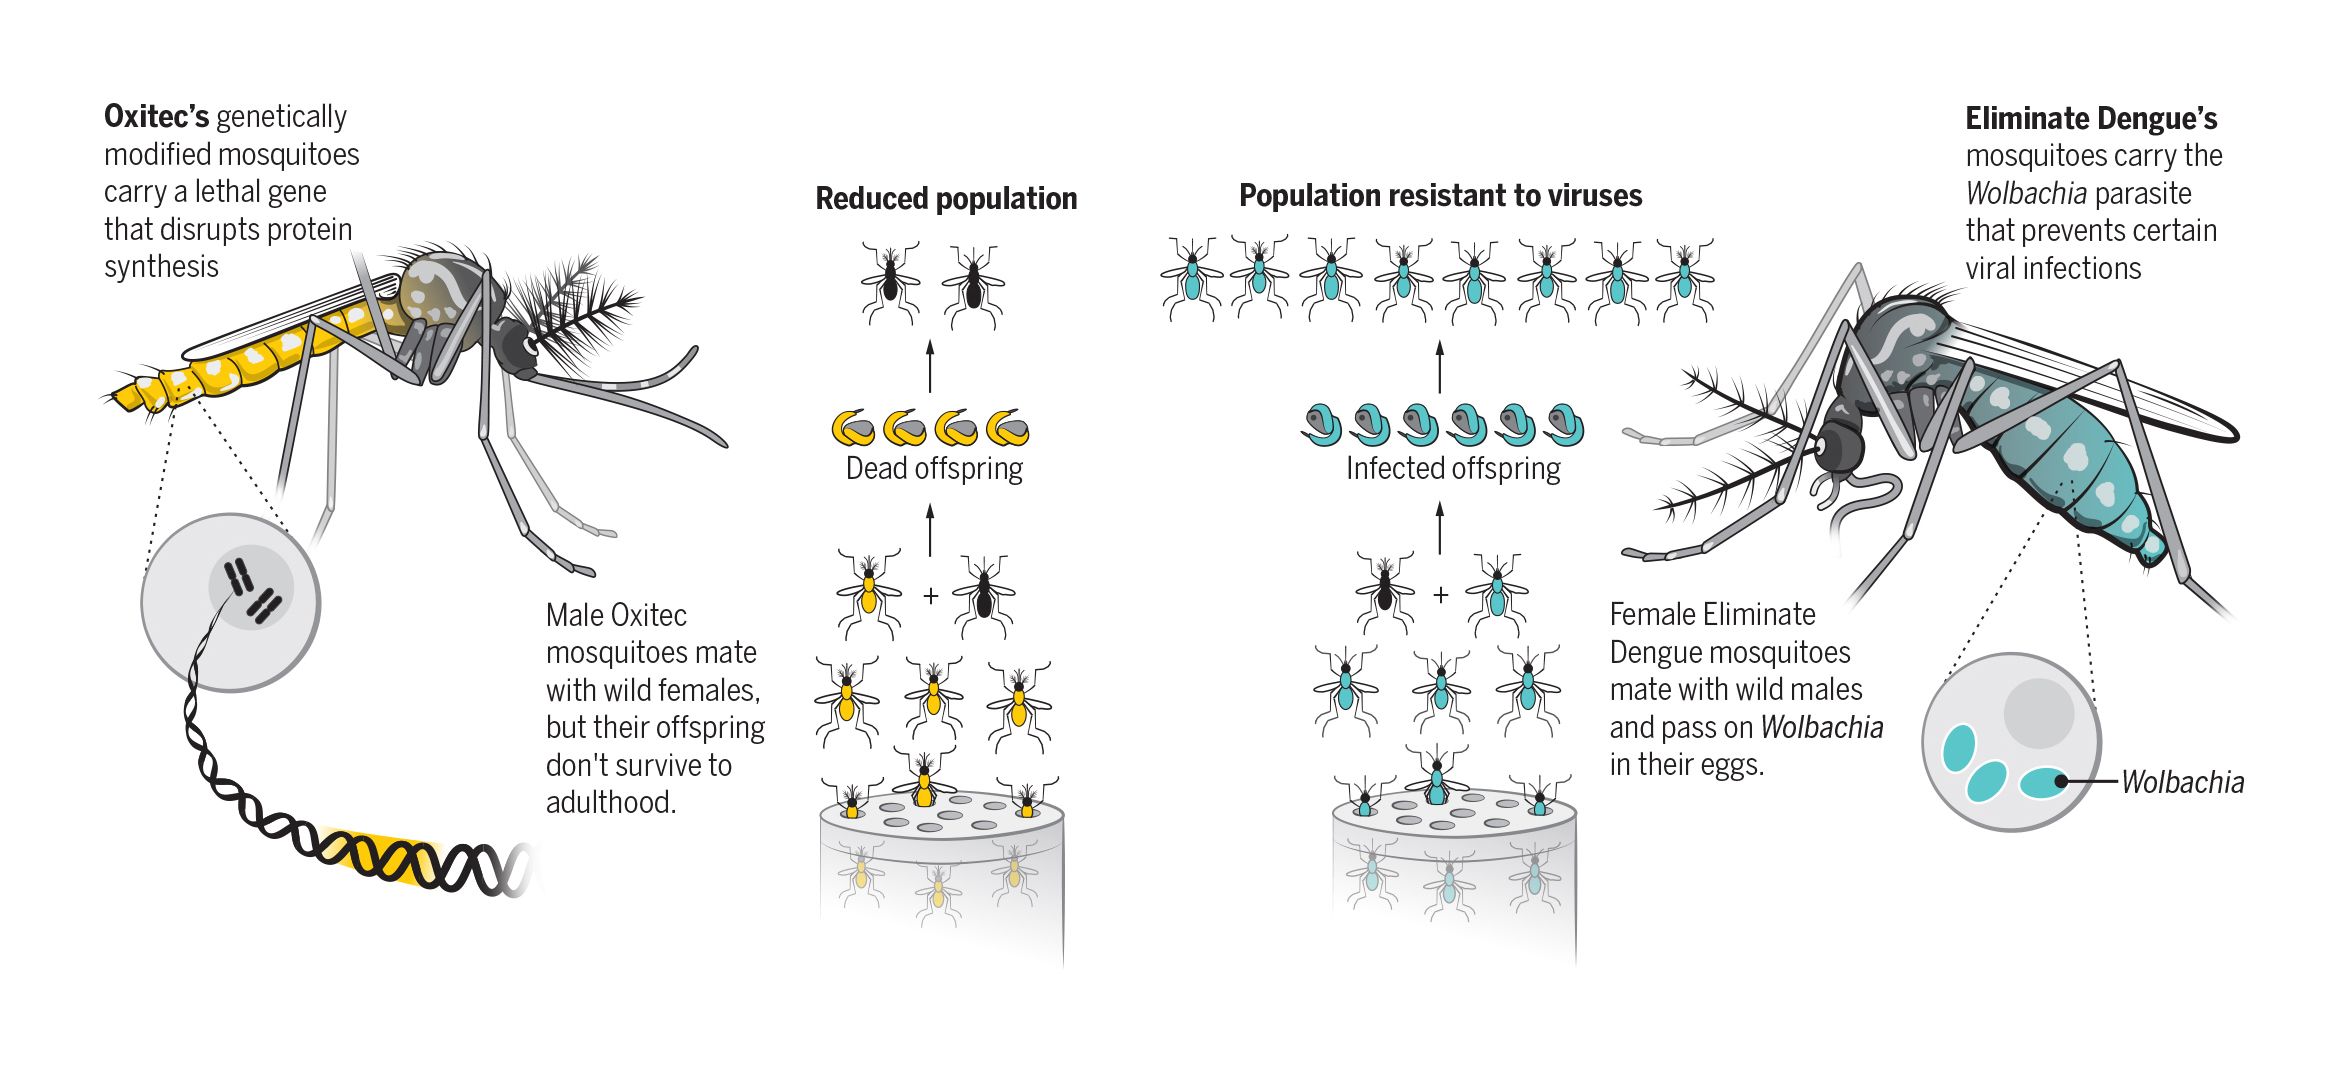 Oxitec’s genetically
modified mosquitoes
carry a lethal gene
that disrupts protein
synthesis
Male Oxitec
mosquitoes mate
with wild females,
but their offspring
don't survive to
adulthood.
Reduced population
Dead offspring
+
Population resistant to viruses
Infected offspring
+
Eliminate Dengue’s
mosquitoes carry the
Wolbachia parasite
that prevents certain
viral infections
Female Eliminate
Dengue mosquitoes
mate with wild males
and pass on Wolbachia
in their eggs.
Wolbachia